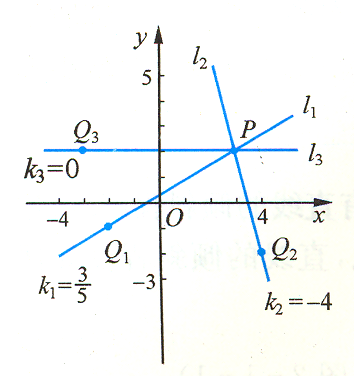 y
l₂
5
l₁
Q₃
P
l₃
k₃=0
-4
O
4
x
Q₁
Q₂
k₁=3/5
-3
k₂=-4